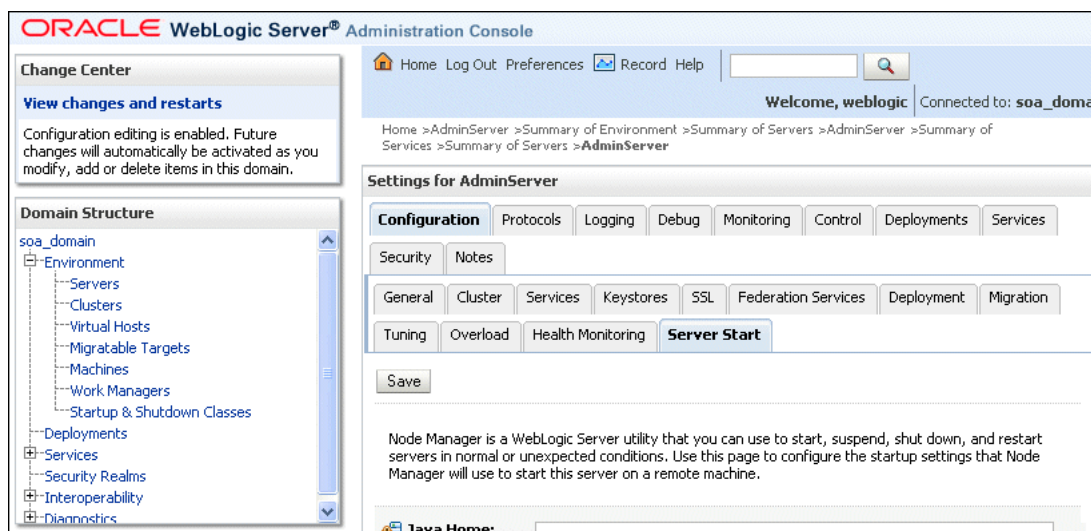 ORACLE WebLogic Server® Administration Console
Change Center
View changes and restarts
Configuration editing is enabled. Future
changes will automatically be activated as you
modify, add or delete items in this domain.
Domain Structure
soa_domain
Environment
Servers
Clusters
Virtual Hosts
Migratable Targets
Machines
Work Managers
Startup & Shutdown Classes
Deployments
Services
Security Realms
Interoperability
Diagnostics
Home Log Out Preferences Record Help
Welcome, weblogic Connected to: soa_doma
Home >AdminServer >Summary of Environment >Summary of Servers >AdminServer >Summary of
Services >Summary of Servers >AdminServer
Settings for AdminServer
Configuration Protocols Logging Debug Monitoring Control Deployments Services
Security Notes
General Cluster Services Keystores SSL Federation Services Deployment Migration
Tuning Overload Health Monitoring Server Start
Save
Node Manager is a WebLogic Server utility that you can use to start, suspend, shut down, and restart
servers in normal or unexpected conditions. Use this page to configure the startup settings that Node
Manager will use to start this server on a remote machine.
Java Home: